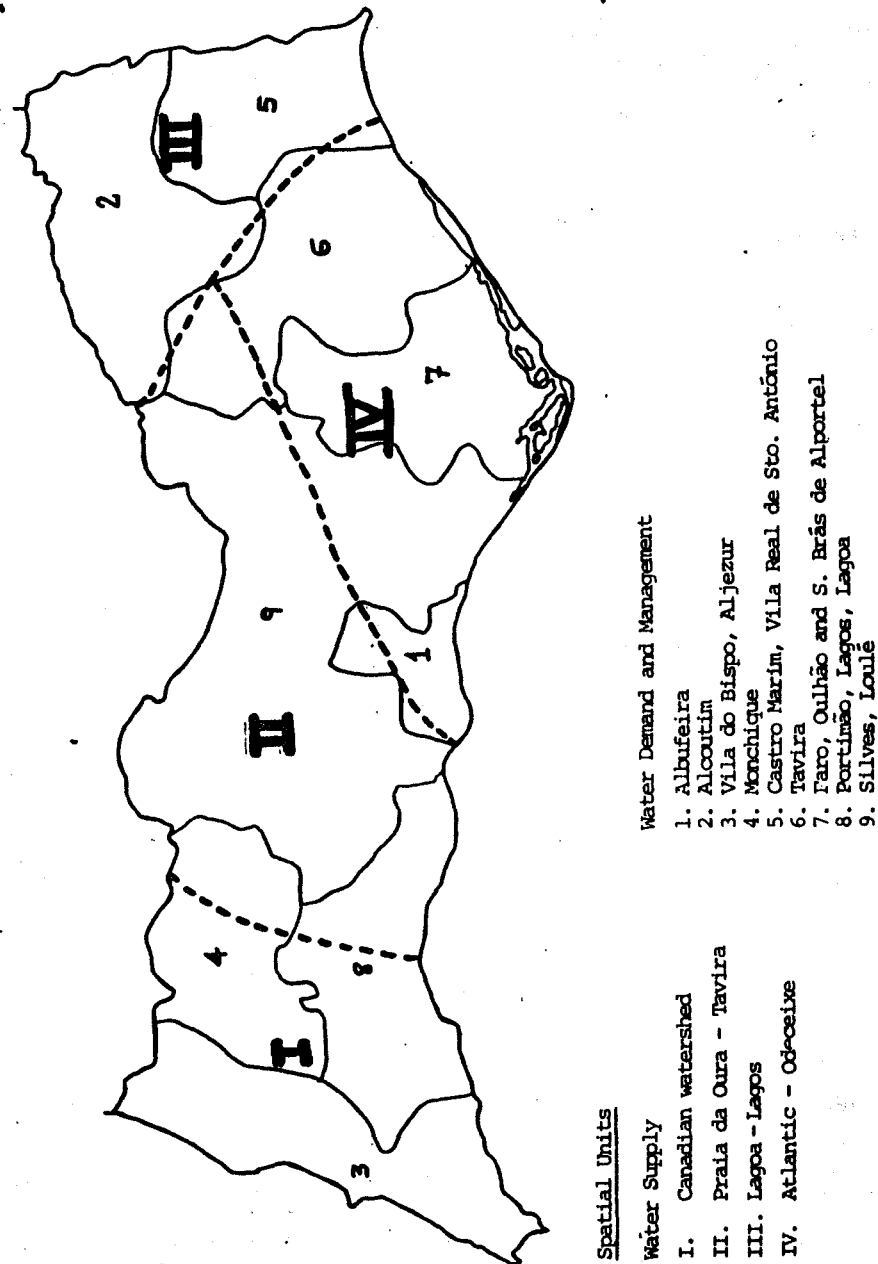 2
III
5
6
IV
7
9
II
1
4
I
8
3
Spatial Units
Water Supply
I. Canadian watershed
II. Praia da Oura - Tavira
III. Lagoa - Lagos
IV. Atlantic - Odeceixe
Water Demand and Management
1. Albufeira
2. Alcoutim
3. Vila do Bispo, Aljezur
4. Monchique
5. Castro Marim, Vila Real de Sto. António
6. Tavira
7. Faro, Oulhão and S. Brás de Alportel
8. Portimão, Lagos, Lagoa
9. Silves, Loulé